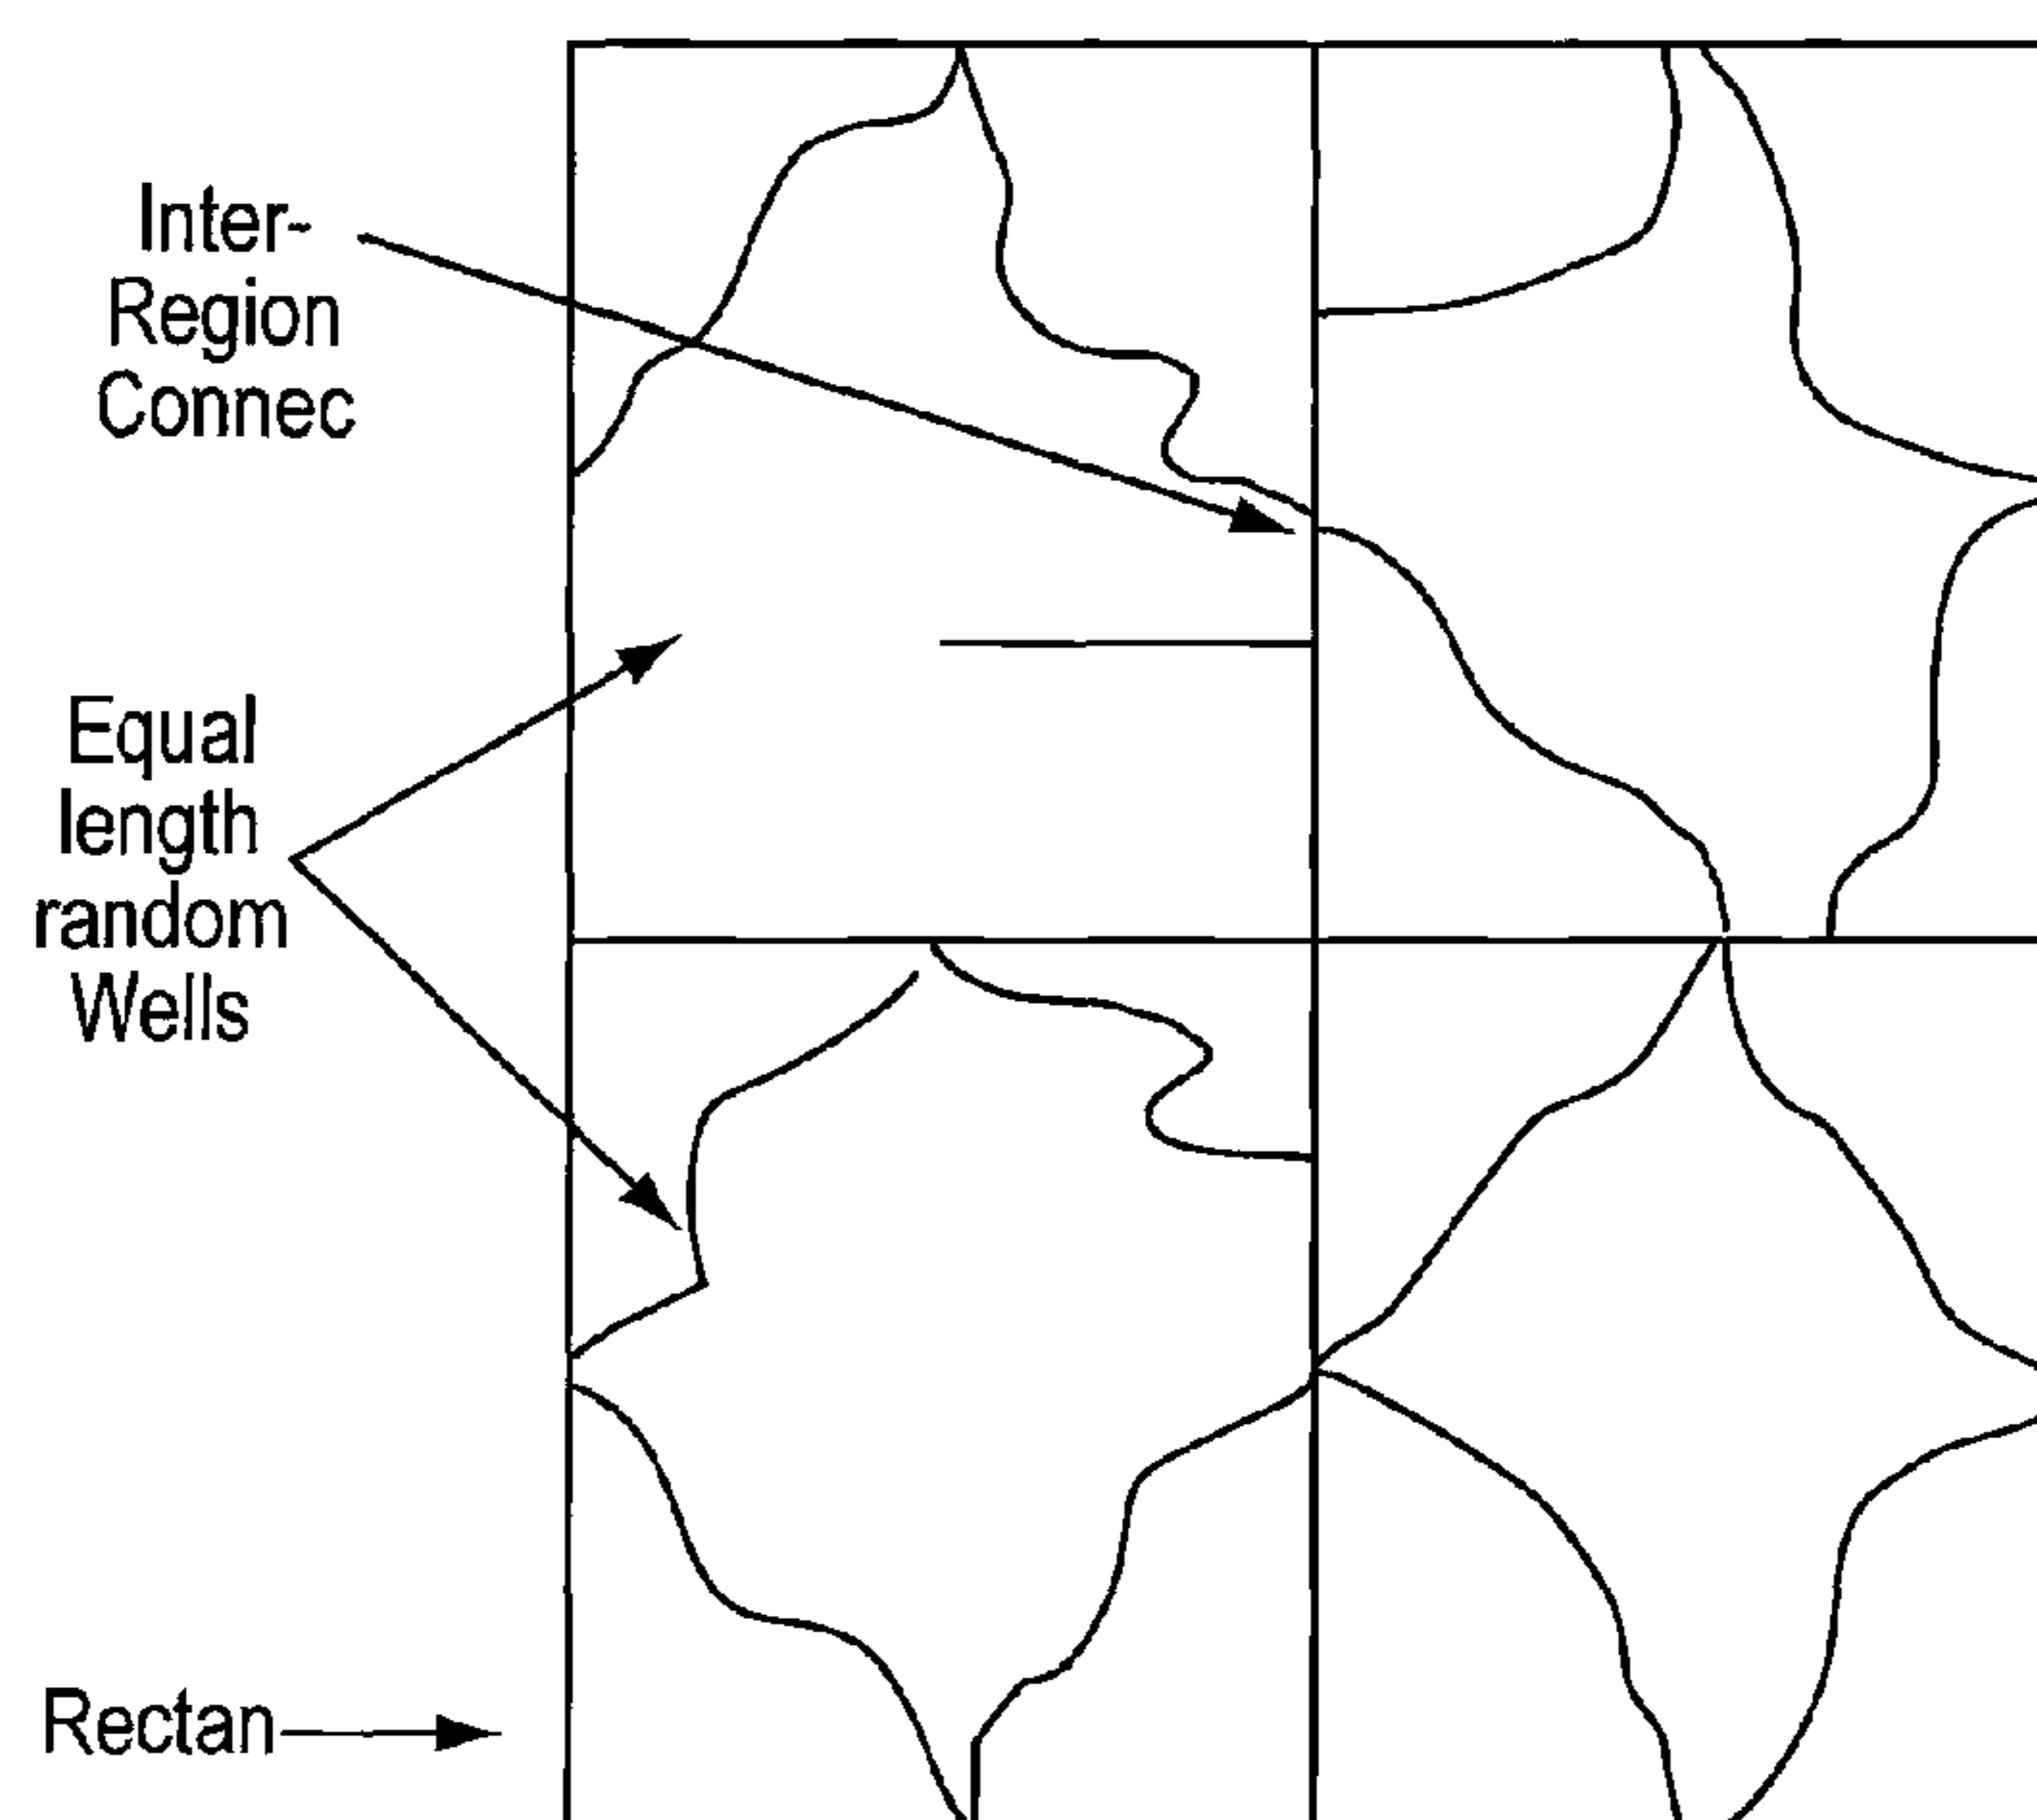 Inter-
Region
Connec
Equal
length
random
Wells
Rectan